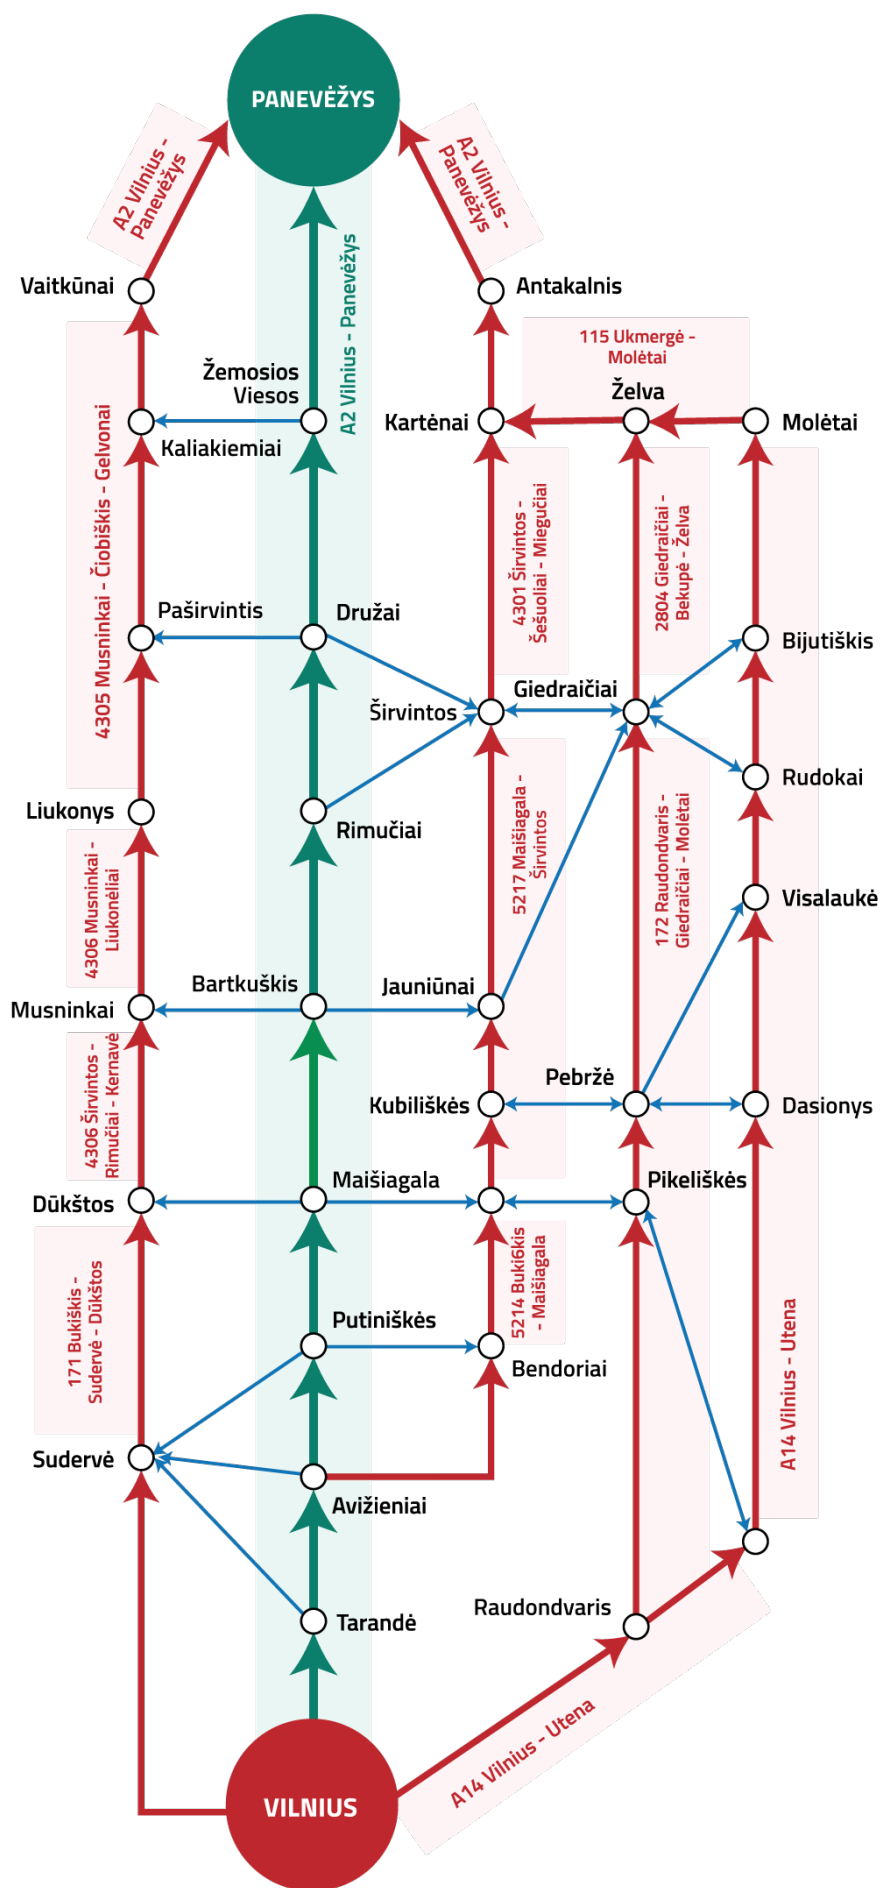 PANEVĖŽYS
A2 Vilnius -
Panevėžys
A2 Vilnius -
Panevėžys
Vaitkūnai
Antakalnis
A2 Vilnius - Panevėžys
115 Ukmergė -
Molėtai
Žemosios
Viesos
Želva
Kartėnai
Molėtai
Kaliakiemiai
4305 Musninkai - Čiobiškis - Gelvonai
4301 Širvintos -
Šešuoliai - Miegučiai
2804 Giedraičiai -
Bekupė - Želva
Paširvintis
Družai
Bijutiškis
Giedraičiai
Širvintos
Rudokai
Liukonys
Rimučiai
4306 Musninkai -
Liukonėliai
5217 Maišiagala -
Širvintos
172 Raudondvaris -
Giedraičiai - Molėtai
Visalaukė
Bartkuškis
Jauniūnai
Musninkai
4306 Širvintos -
Rimučiai - Kernavė
Pebržė
Kubiliškės
Dasionys
Maišiagala
Pikeliškės
Dūkštos
171 Bukiškis -
Sudervė - Dūkštos
5214 Buki6kis
- Maišiagala
Putiniškės
Bendoriai
A14 Vilnius - Utena
Sudervė
Avižieniai
Raudondvaris
Tarandė
A14 Vilnius - Utena
VILNIUS